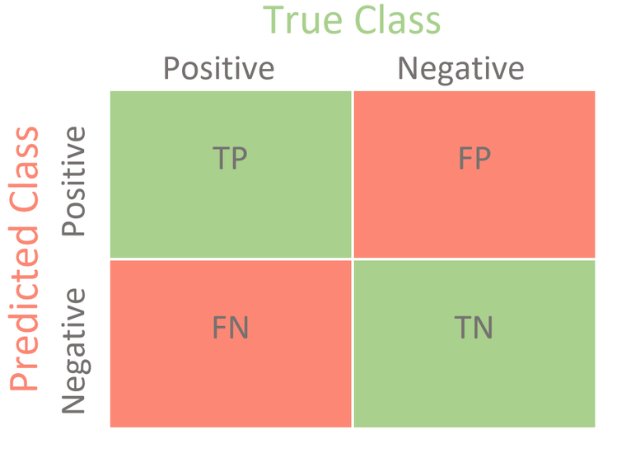 True Class
Positive Negative
Predicted Class
Positive
TP FP
Negative
FN TN